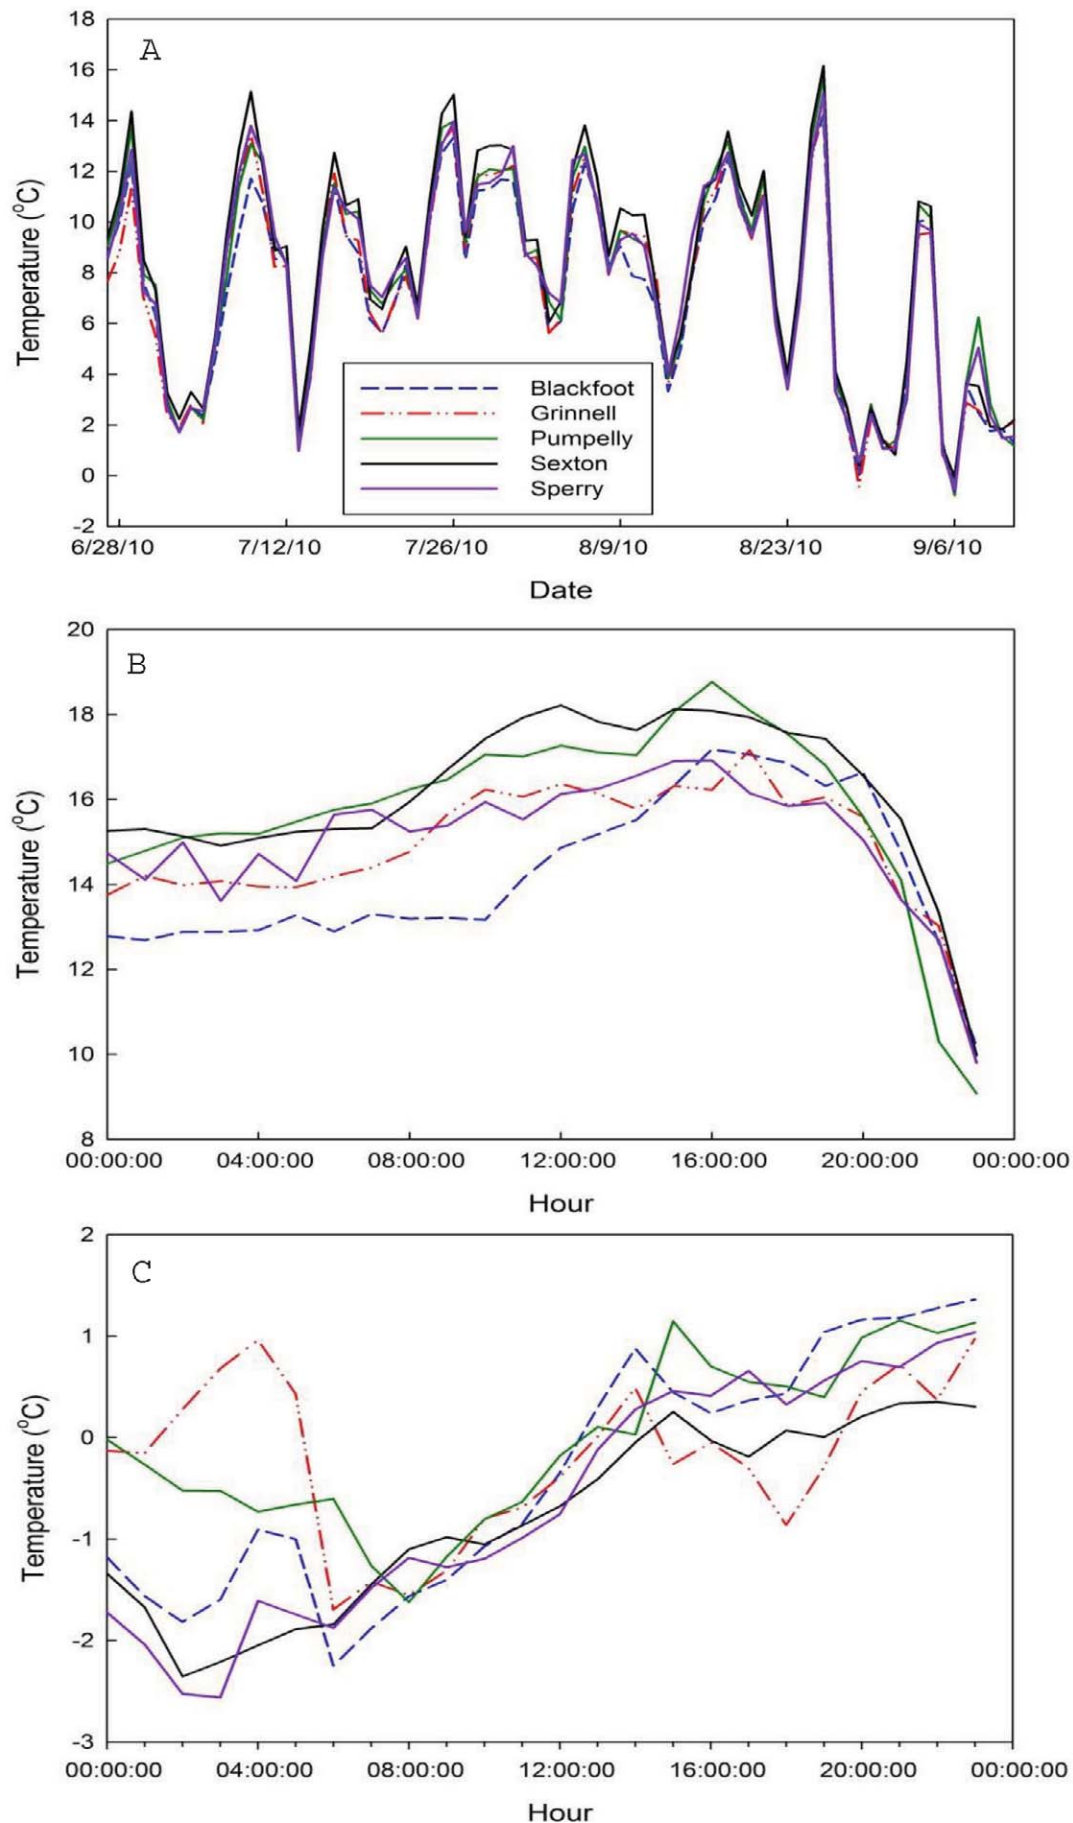 A
18
16
14
12
10
8
6
4
2
0
-2
Temperature (°C)
Blackfoot
Grinnell
Pumpelly
Sexton
Sperry
6/28/10 7/12/10 7/26/10 8/9/10 8/23/10 9/6/10
Date
B
20
18
16
14
12
10
8
Temperature (°C)
00:00:00 04:00:00 08:00:00 12:00:00 16:00:00 20:00:00 00:00:00
Hour
C
2
1
0
-1
-2
-3
Temperature (°C)
00:00:00 04:00:00 08:00:00 12:00:00 16:00:00 20:00:00 00:00:00
Hour